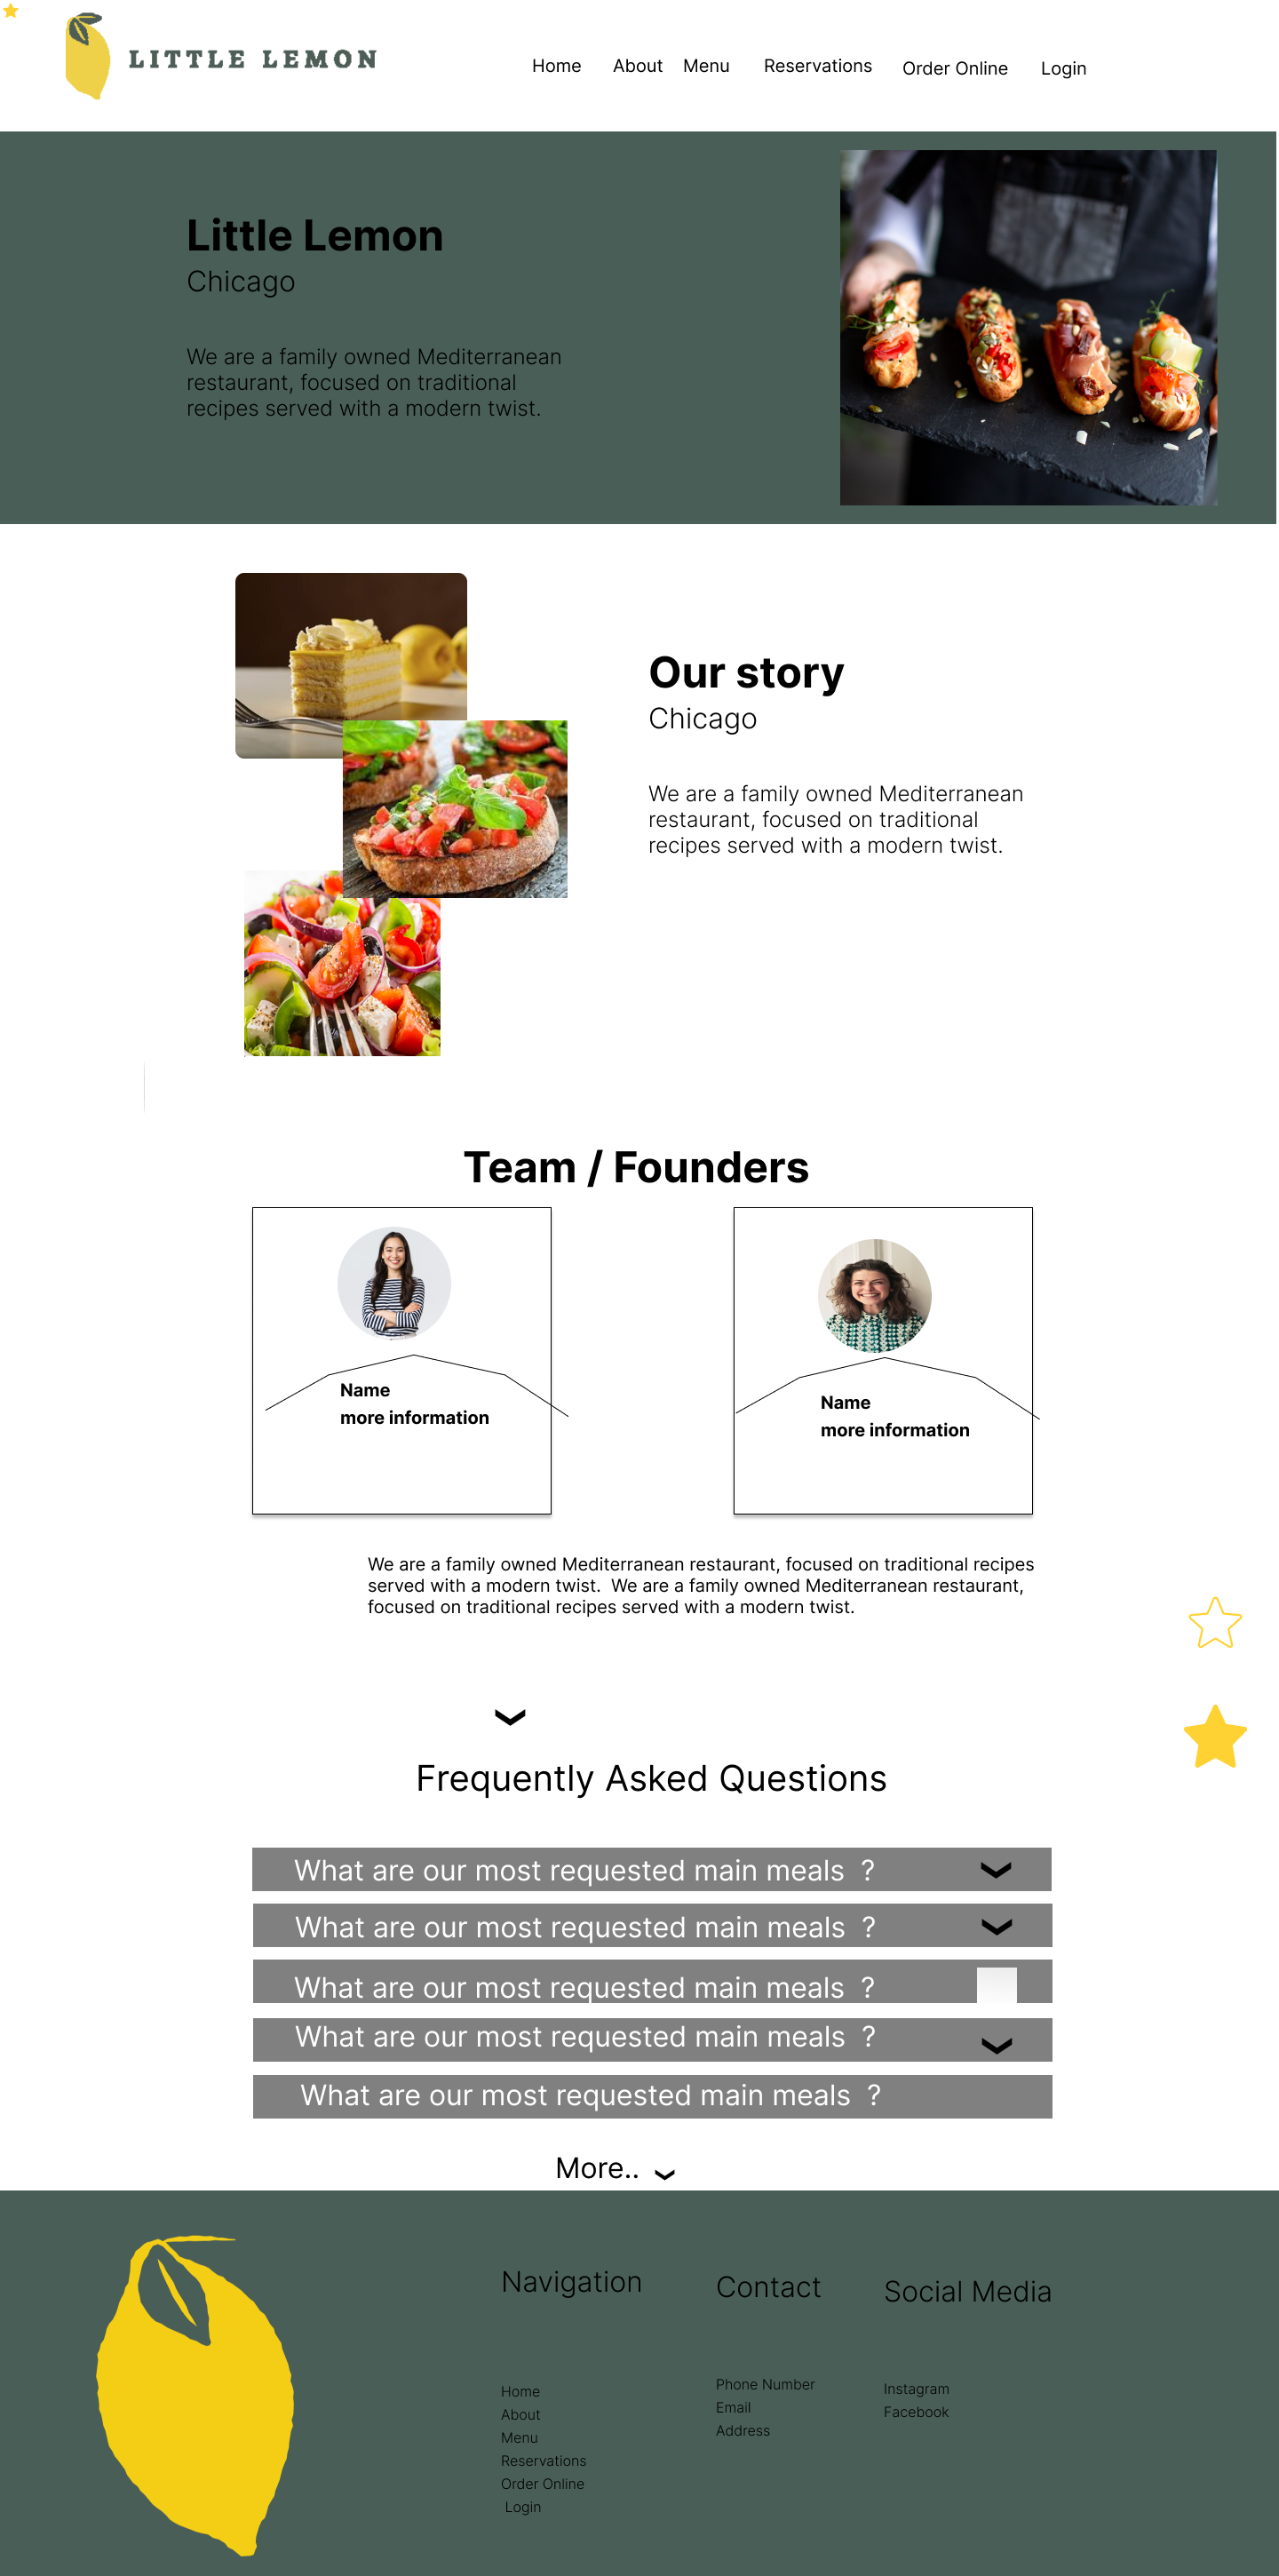 LITTLE LEMON
Home About Menu Reservations Order Online Login
Little Lemon
Chicago
We are a family owned Mediterranean
restaurant, focused on traditional
recipes served with a modern twist.
Our story
Chicago
We are a family owned Mediterranean
restaurant, focused on traditional
recipes served with a modern twist.
Team / Founders
Name
more information
Name
more information
We are a family owned Mediterranean restaurant, focused on traditional recipes
served with a modern twist.  We are a family owned Mediterranean restaurant,
focused on traditional recipes served with a modern twist.
Frequently Asked Questions
What are our most requested main meals  ?
What are our most requested main meals  ?
What are our most requested main meals  ?
What are our most requested main meals  ?
What are our most requested main meals  ?
More..
Navigation
Home
About
Menu
Reservations
Order Online
Login
Contact
Phone Number
Email
Address
Social Media
Instagram
Facebook